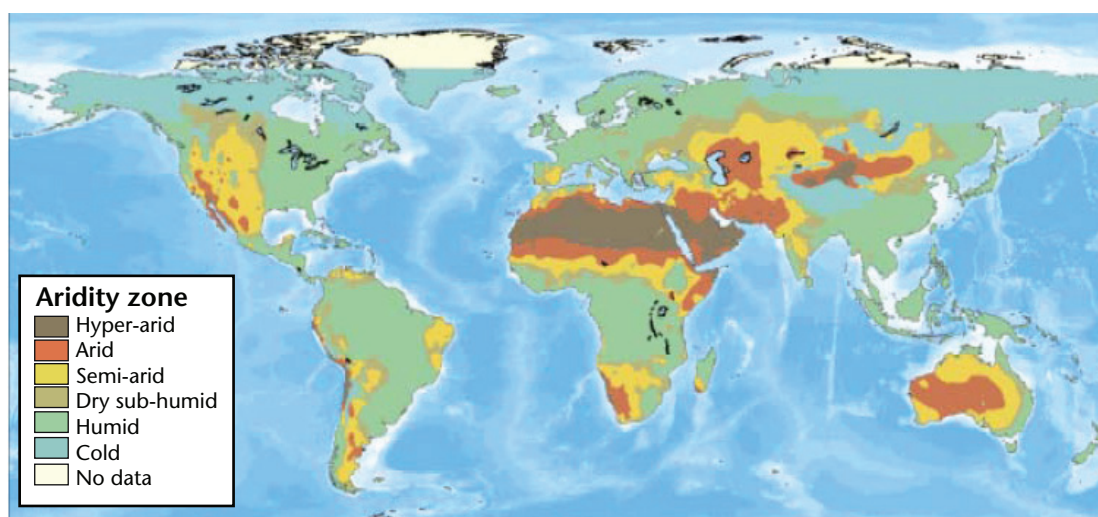 Aridity zone
Hyper-arid
Arid
Semi-arid
Dry sub-humid
Humid
Cold
No data